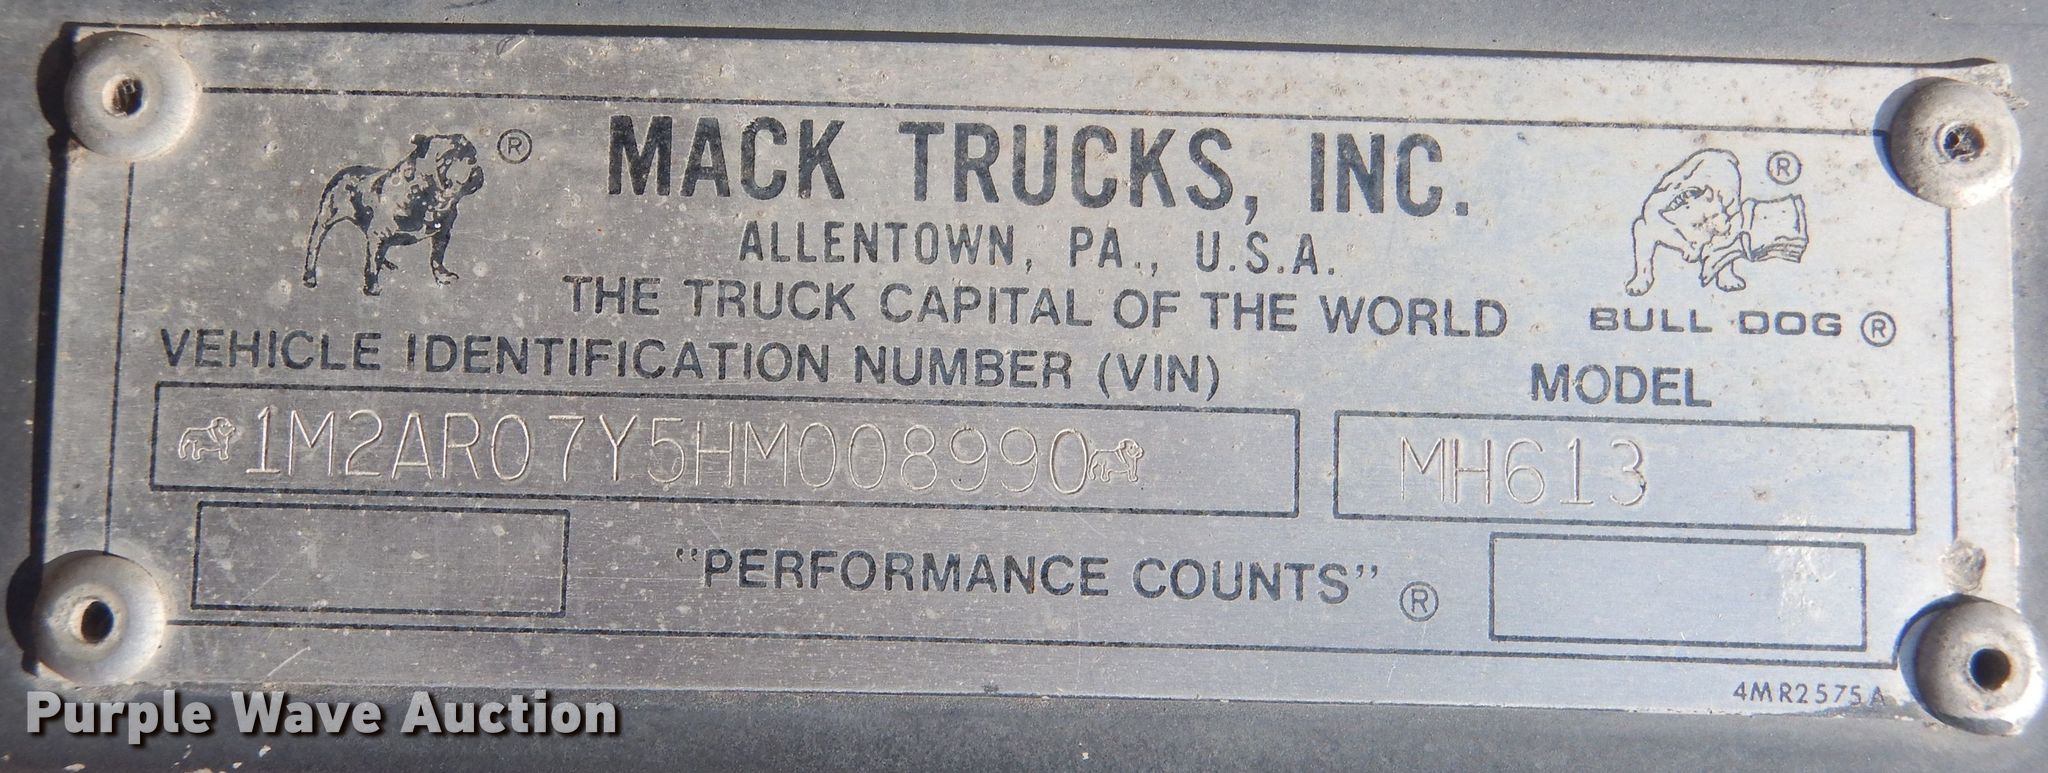 ® MACK TRUCKS, INC. ®
ALLENTOWN, PA., U.S.A.
THE TRUCK CAPITAL OF THE WORLD
BULL DOG ®
VEHICLE IDENTIFICATION NUMBER (VIN)
MODEL
1M2AR07Y5HM008990
MH613
"PERFORMANCE COUNTS" ®
4MR2575A
Purple Wave Auction